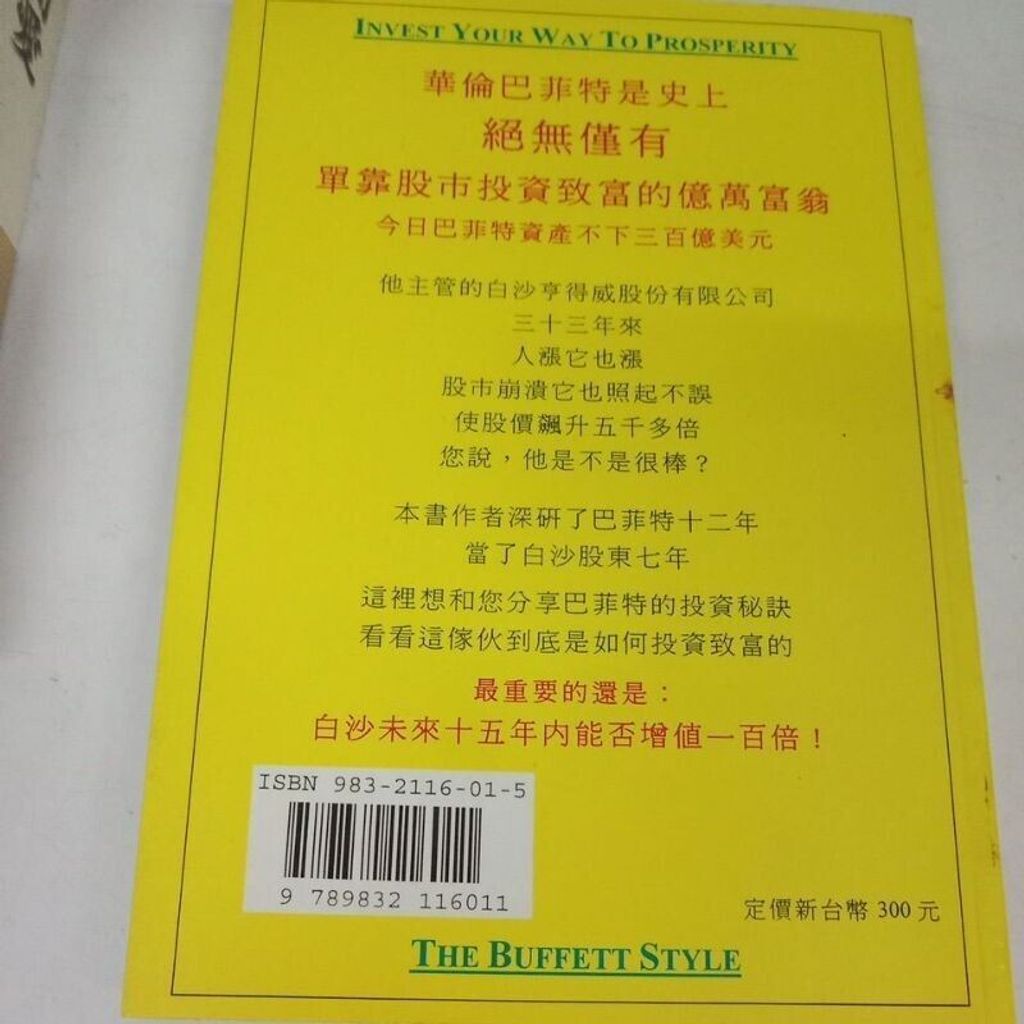 INVEST YOUR WAY TO PROSPERITY
華倫巴菲特是史上
絕無僅有
單靠股市投資致富的億萬富翁
今日巴菲特資產不下三百億美元
他主管的白沙亨得威股份有限公司
三十三年來
人漲它也漲
股市崩潰它也照起不誤
使股價飆升五千多倍
您說，他是不是很棒？
本書作者深研了巴菲特十二年
當了白沙股東七年
這裡想和您分享巴菲特的投資秘訣
看看這傢伙到底是如何投資致富的
最重要的還是：
白沙未來十五年內能否增值一百倍！
ISBN 983-2116-01-5
9 789832 116011
定價新台幣 300 元
THE BUFFETT STYLE